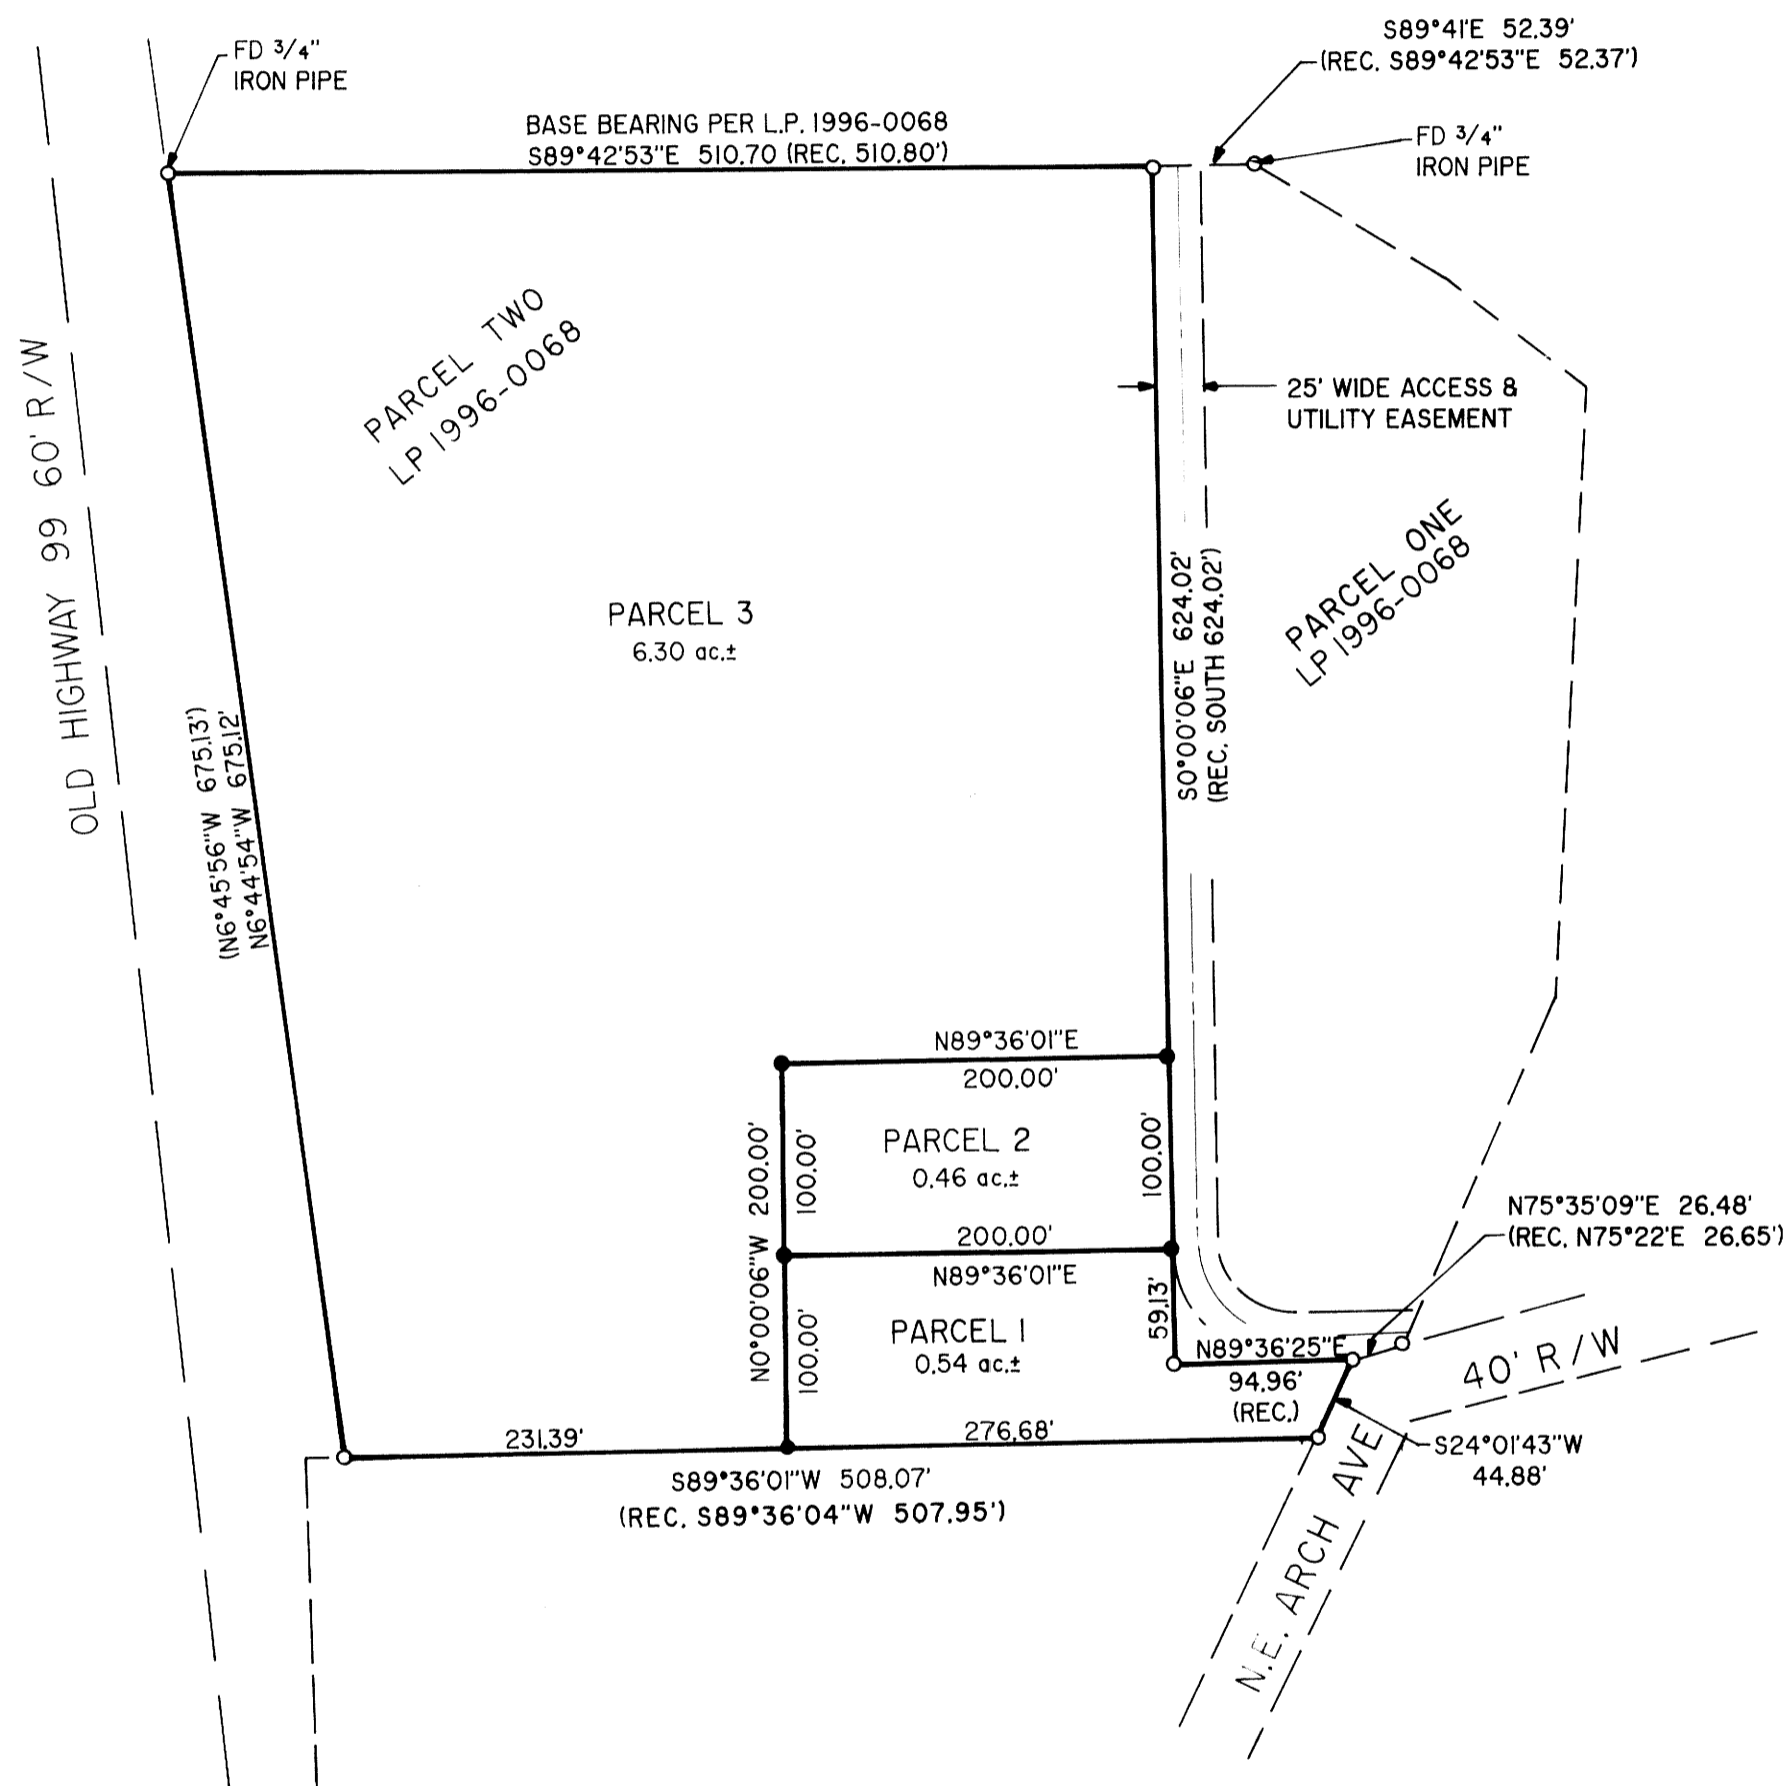 S89°41'E 52.39'
(REC. S89°42'53"E 52.37')
FD 3/4"
IRON PIPE
BASE BEARING PER L.P. 1996-0068
S89°42'53"E 510.70 (REC. 510.80')
FD 3/4"
IRON PIPE
PARCEL TWO
LP 1996-0068
OLD HIGHWAY 99 60' R/W
25' WIDE ACCESS &
UTILITY EASEMENT
PARCEL ONE
LP 1996-0068
PARCEL 3
6.30 ac.±
S0°00'06"E 624.02'
(REC. SOUTH 624.02')
(N6°45'56"W 675.13')
N6°44'54"W 675.12'
N89°36'01"E
200.00'
N0°00'06"W 200.00'
100.00'
PARCEL 2
0.46 ac.±
100.00'
200.00'
N89°36'01"E
N75°35'09"E 26.48'
(REC. N75°22'E 26.65')
100.00'
PARCEL 1
0.54 ac.±
59.13'
N89°36'25"E
94.96'
(REC.)
40' R/W
231.39'
276.68'
S89°36'01"W 508.07'
(REC. S89°36'04"W 507.95')
S24°01'43"W
44.88'
N.E. ARCH AVE